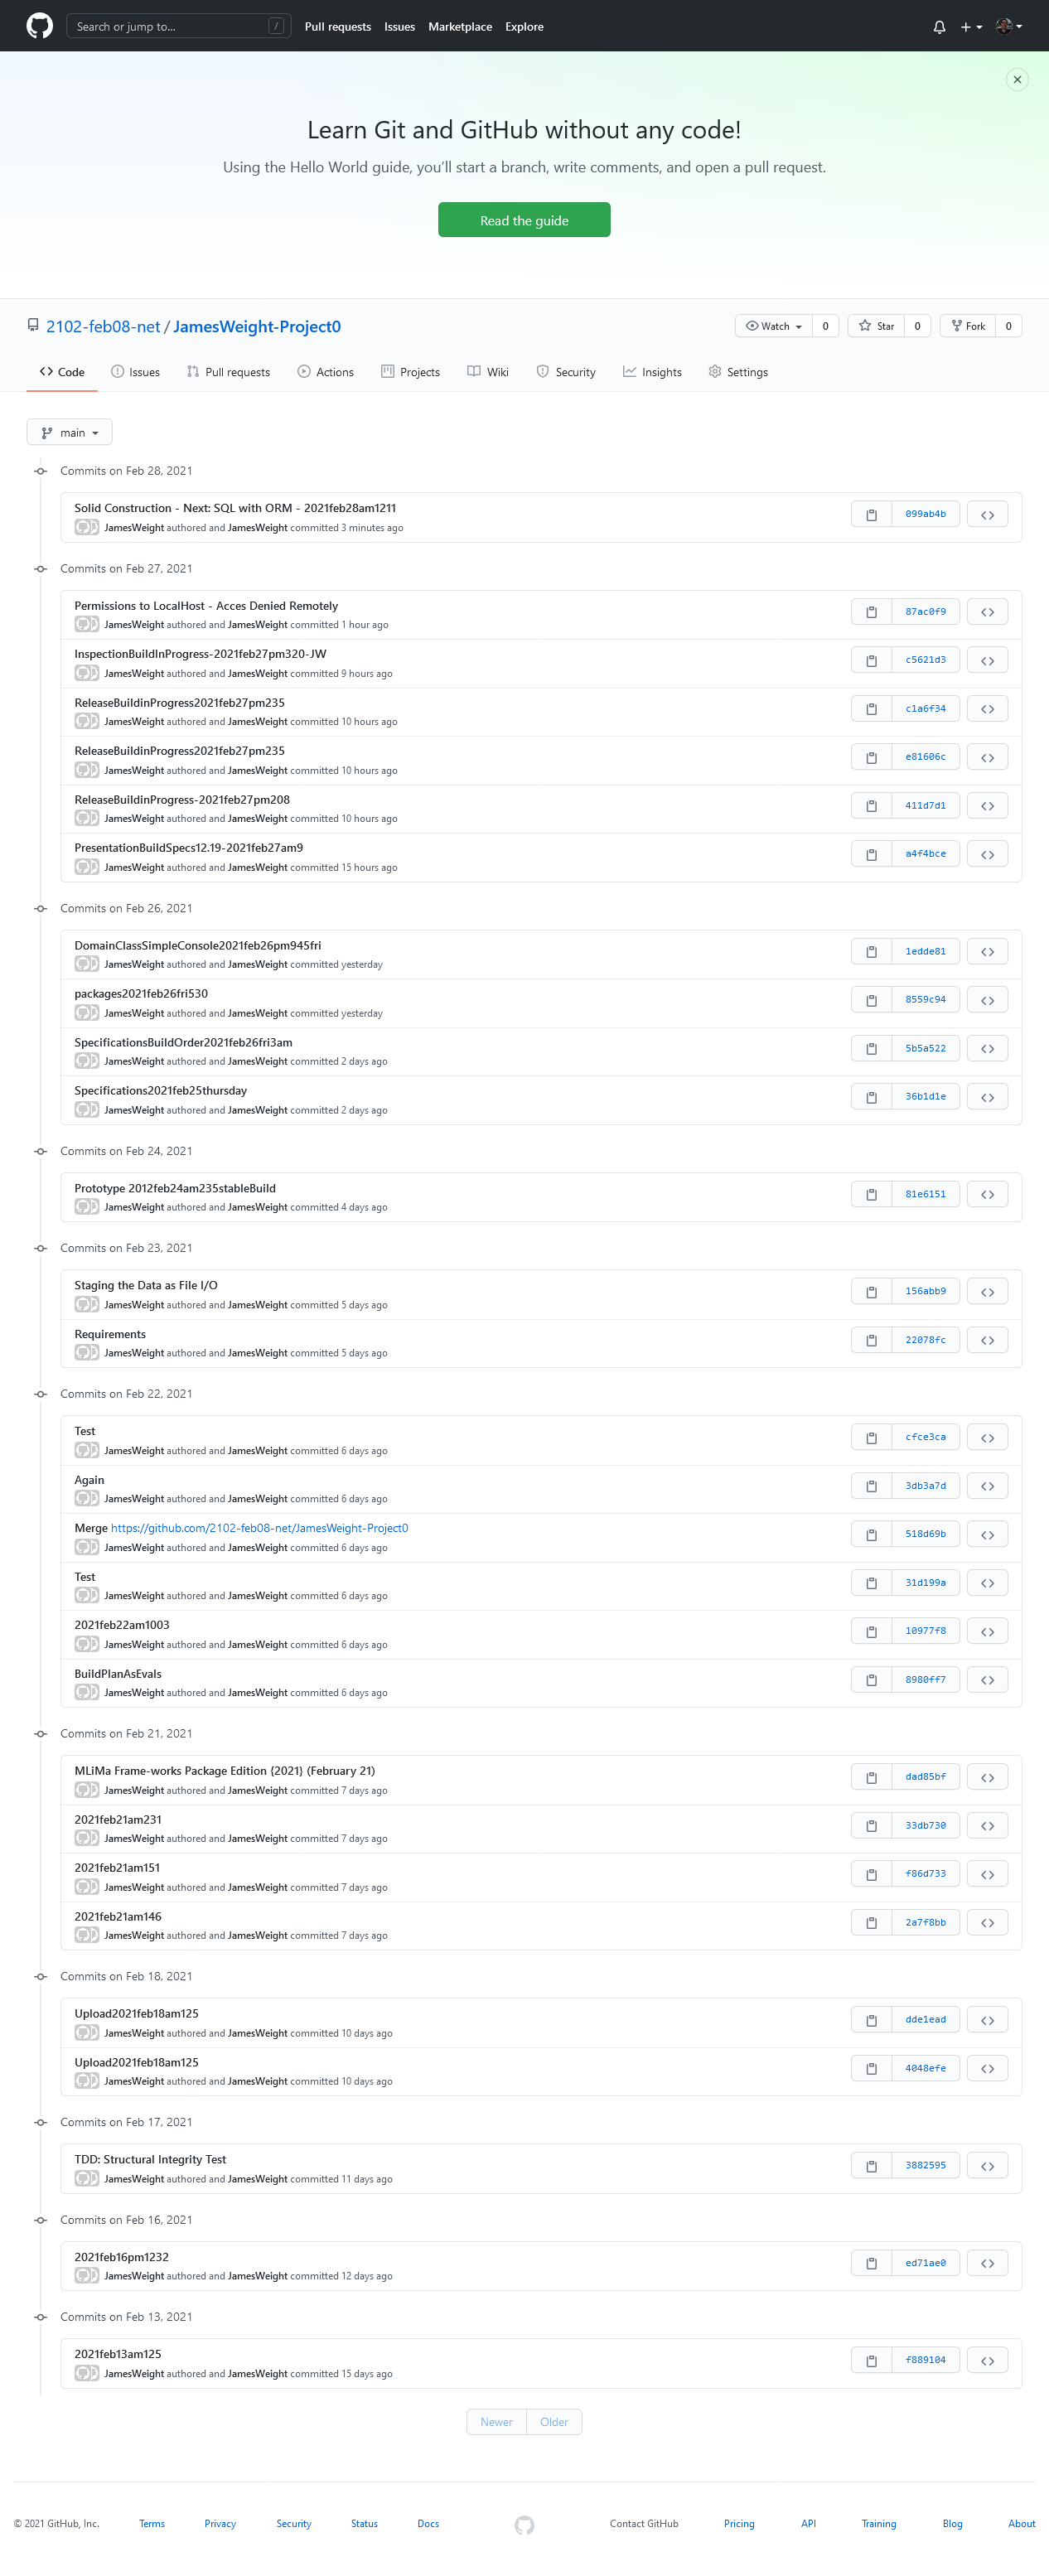 Search or jump to... /
Pull requests Issues Marketplace Explore
Learn Git and GitHub without any code!
Using the Hello World guide, you’ll start a branch, write comments, and open a pull request.
Read the guide
2102-feb08-net / JamesWeight-Project0
Watch 0 Star 0 Fork 0
Code Issues Pull requests Actions Projects Wiki Security Insights Settings
main
Commits on Feb 28, 2021
Solid Construction - Next: SQL with ORM - 2021feb28am1211
099ab4b
JamesWeight authored and JamesWeight committed 3 minutes ago
Commits on Feb 27, 2021
Permissions to LocalHost - Acces Denied Remotely
87ac0f9
JamesWeight authored and JamesWeight committed 1 hour ago
InspectionBuildInProgress-2021feb27pm320-JW
c5621d3
JamesWeight authored and JamesWeight committed 9 hours ago
ReleaseBuildinProgress2021feb27pm235
c1a6f34
JamesWeight authored and JamesWeight committed 10 hours ago
ReleaseBuildinProgress2021feb27pm235
e81606c
JamesWeight authored and JamesWeight committed 10 hours ago
ReleaseBuildinProgress-2021feb27pm208
411d7d1
JamesWeight authored and JamesWeight committed 10 hours ago
PresentationBuildSpecs12.19-2021feb27am9
a4f4bce
JamesWeight authored and JamesWeight committed 15 hours ago
Commits on Feb 26, 2021
DomainClassSimpleConsole2021feb26pm945fri
1edde81
JamesWeight authored and JamesWeight committed yesterday
packages2021feb26fri530
8559c94
JamesWeight authored and JamesWeight committed yesterday
SpecificationsBuildOrder2021feb26fri3am
5b5a522
JamesWeight authored and JamesWeight committed 2 days ago
Specifications2021feb25thursday
36b1d1e
JamesWeight authored and JamesWeight committed 2 days ago
Commits on Feb 24, 2021
Prototype 2012feb24am235stableBuild
81e6151
JamesWeight authored and JamesWeight committed 4 days ago
Commits on Feb 23, 2021
Staging the Data as File I/O
156abb9
JamesWeight authored and JamesWeight committed 5 days ago
Requirements
22078fc
JamesWeight authored and JamesWeight committed 5 days ago
Commits on Feb 22, 2021
Test
cfce3ca
JamesWeight authored and JamesWeight committed 6 days ago
Again
3db3a7d
JamesWeight authored and JamesWeight committed 6 days ago
Merge https://github.com/2102-feb08-net/JamesWeight-Project0
518d69b
JamesWeight authored and JamesWeight committed 6 days ago
Test
31d199a
JamesWeight authored and JamesWeight committed 6 days ago
2021feb22am1003
10977f8
JamesWeight authored and JamesWeight committed 6 days ago
BuildPlanAsEvals
8980ff7
JamesWeight authored and JamesWeight committed 6 days ago
Commits on Feb 21, 2021
MLiMa Frame-works Package Edition {2021} (February 21)
dad85bf
JamesWeight authored and JamesWeight committed 7 days ago
2021feb21am231
33db730
JamesWeight authored and JamesWeight committed 7 days ago
2021feb21am151
f86d733
JamesWeight authored and JamesWeight committed 7 days ago
2021feb21am146
2a7f8bb
JamesWeight authored and JamesWeight committed 7 days ago
Commits on Feb 18, 2021
Upload2021feb18am125
dde1ead
JamesWeight authored and JamesWeight committed 10 days ago
Upload2021feb18am125
4048efe
JamesWeight authored and JamesWeight committed 10 days ago
Commits on Feb 17, 2021
TDD: Structural Integrity Test
3882595
JamesWeight authored and JamesWeight committed 11 days ago
Commits on Feb 16, 2021
2021feb16pm1232
ed71ae0
JamesWeight authored and JamesWeight committed 12 days ago
Commits on Feb 13, 2021
2021feb13am125
f889104
JamesWeight authored and JamesWeight committed 15 days ago
Newer Older
© 2021 GitHub, Inc. Terms Privacy Security Status Docs Contact GitHub Pricing API Training Blog About